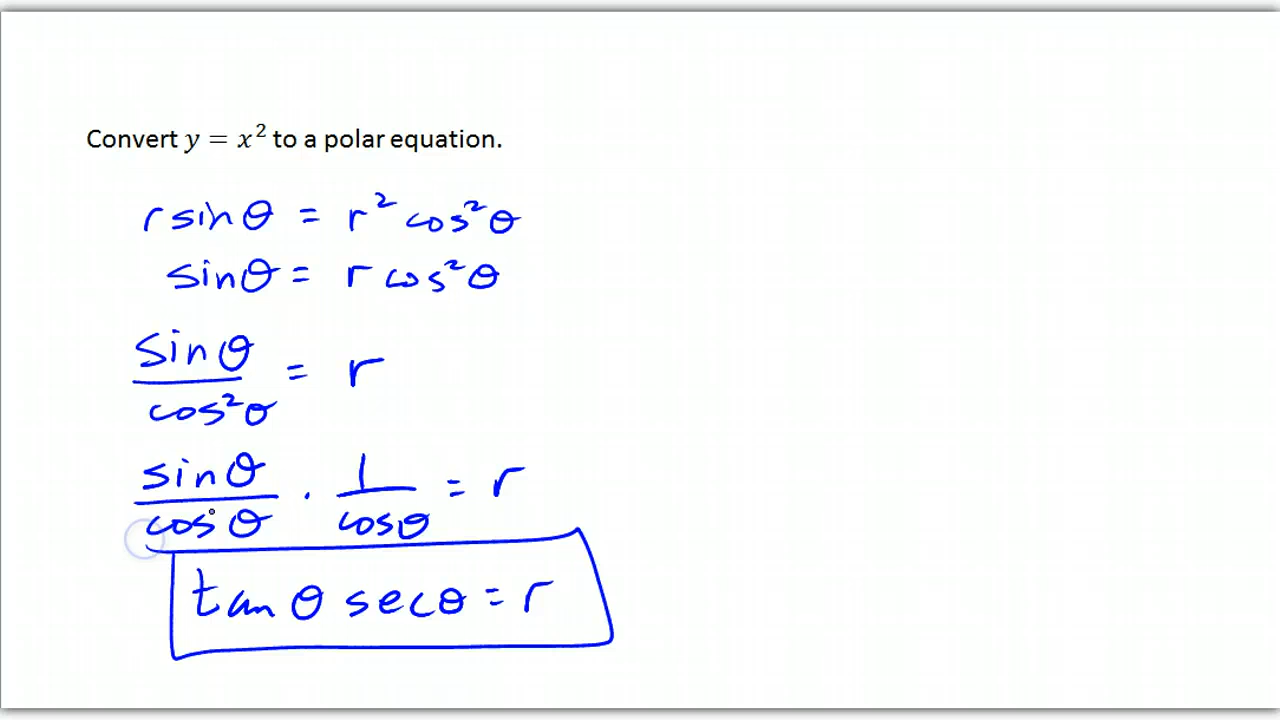 Convert y = x² to a polar equation.
r sin θ = r² cos² θ
sin θ = r cos² θ
sin θ / cos² θ = r
sin θ / cos θ · 1 / cos θ = r
tan θ sec θ = r